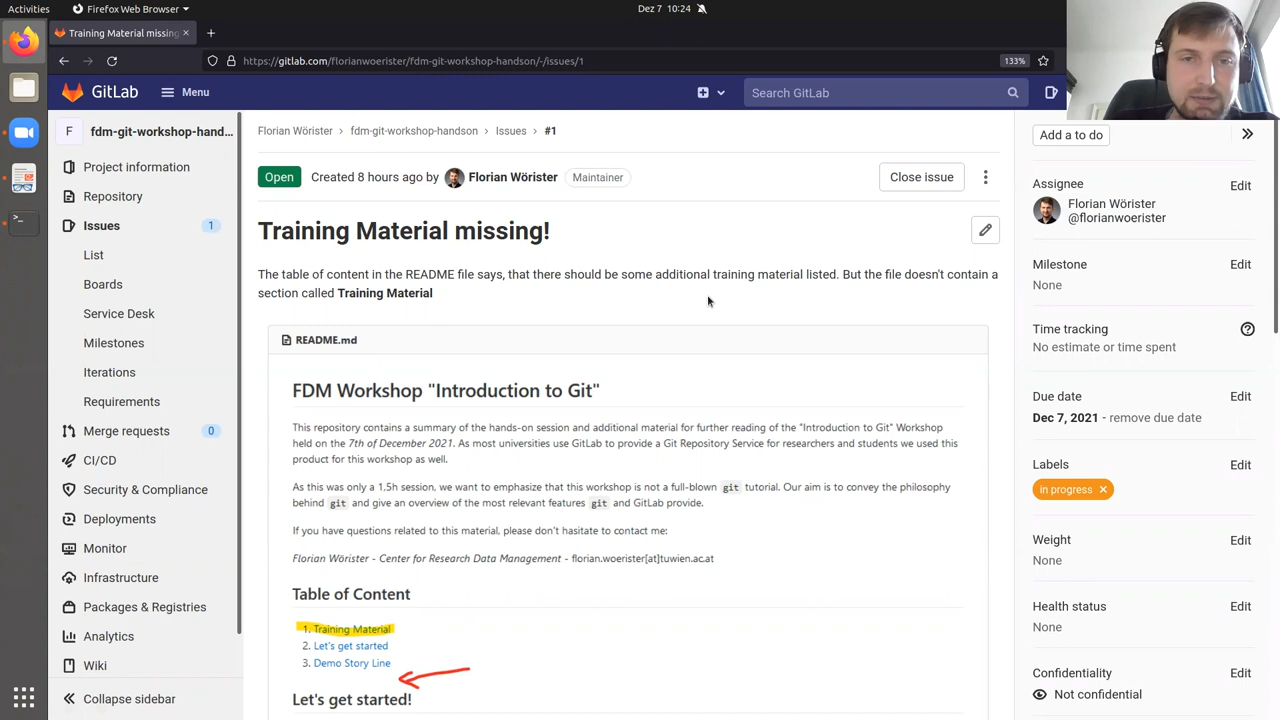 Activities
Firefox Web Browser
Dez 7 10:24
Training Material missing
https://gitlab.com/florianwoerister/fdm-git-workshop-handson/-/issues/1
133%
GitLab
Menu
Search GitLab
F
fdm-git-workshop-hand...
Project information
Repository
Issues
1
List
Boards
Service Desk
Milestones
Iterations
Requirements
Merge requests
0
CI/CD
Security & Compliance
Deployments
Monitor
Infrastructure
Packages & Registries
Analytics
Wiki
Collapse sidebar
Florian Wörister
fdm-git-workshop-handson
Issues
#1
Open
Created 8 hours ago by Florian Wörister
Maintainer
Close issue
Training Material missing!
The table of content in the README file says, that there should be some additional training material listed. But the file doesn't contain a
section called Training Material
README.md
FDM Workshop "Introduction to Git"
This repository contains a summary of the hands-on session and additional material for further reading of the "Introduction to Git" Workshop
held on the 7th of December 2021. As most universities use GitLab to provide a Git Repository Service for researchers and students we used this
product for this workshop as well.
As this was only a 1.5h session, we want to emphasize that this workshop is not a full-blown git tutorial. Our aim is to convey the philosophy
behind git and give an overview of the most relevant features git and GitLab provide.
If you have questions related to this material, please don't hasitate to contact me:
Florian Wörister - Center for Research Data Management - florian.woerister[at]tuwien.ac.at
Table of Content
1. Training Material
2. Let's get started
3. Demo Story Line
Let's get started!
Add a to do
Assignee
Edit
Florian Wörister
@florianwoerister
Milestone
Edit
None
Time tracking
No estimate or time spent
Due date
Edit
Dec 7, 2021 - remove due date
Labels
Edit
in progress
Weight
Edit
None
Health status
Edit
None
Confidentiality
Edit
Not confidential